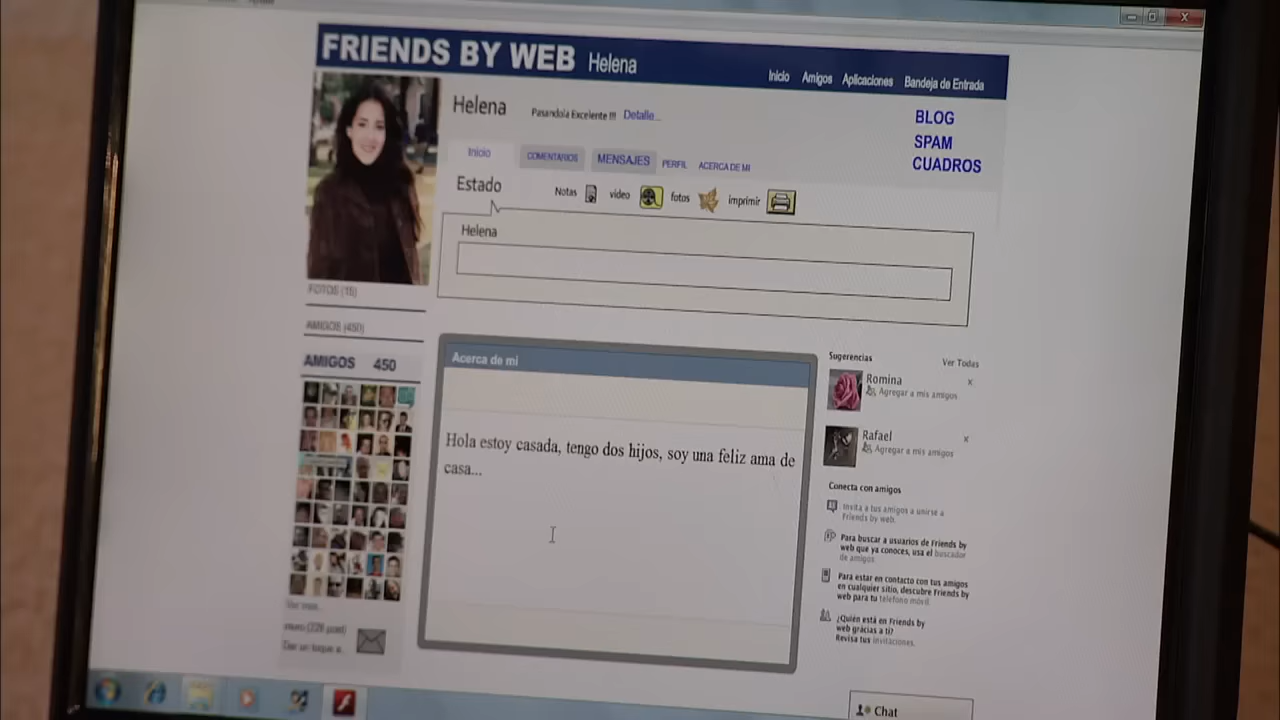 FRIENDS BY WEB Helena
Inicio Amigos Aplicaciones Bandeja de Entrada
Helena Pasandola Excelente !!! Detalle...
BLOG
SPAM
CUADROS
Inicio COMENTARIOS MENSAJES PERFIL ACERCA DE MI
Estado Notas video fotos imprimir
Helena
FOTOS (15)
AMIGOS (450)
AMIGOS 450
Acerca de mi
Hola estoy casada, tengo dos hijos, soy una feliz ama de
casa...
Sugerencias Ver Todas
Romina x
Agregar a mis amigos
Rafael x
Agregar a mis amigos
Conecta con amigos
Invita a tus amigos a unirse a
Friends by web.
Para buscar a usuarios de Friends by
web que ya conoces, usa el buscador
de amigos
Para estar en contacto con tus amigos
en cualquier sitio, descubre Friends by
web para tu teléfono móvil
¿Quién está en Friends by
web grácias a ti?
Revisa tus invitaciones.
Dar un toque a
Chat